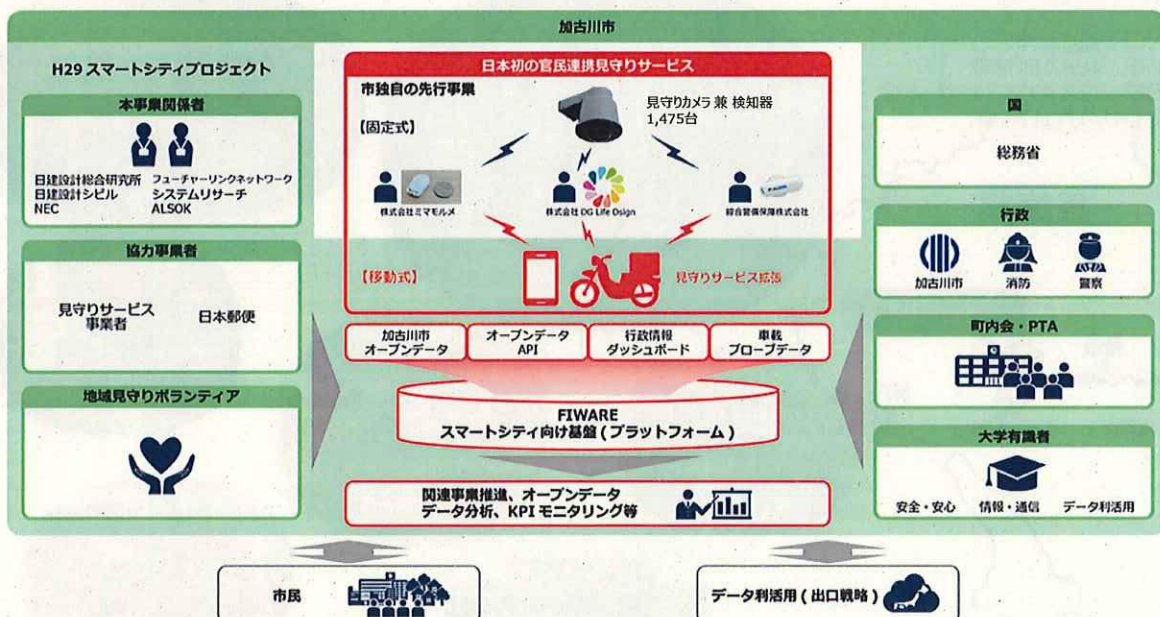 加古川市
H29 スマートシティプロジェクト
本事業関係者
日建設計総合研究所 フューチャーリンクネットワーク
日建設計シビル システムリサーチ
NEC ALSOK
協力事業者
見守りサービス
事業者
日本郵便
地域見守りボランティア
日本初の官民連携見守りサービス
市独自の先行事業
【固定式】
見守りカメラ 兼 検知器
1,475台
株式会社ミマモルメ
株式会社 DG Life Dsign
綜合警備保障株式会社
【移動式】
見守りサービス拡張
加古川市
オープンデータ
オープンデータ
API
行政情報
ダッシュボード
車載
プローブデータ
FIWARE
スマートシティ向け基盤 ( プラットフォーム )
関連事業推進、オープンデータ
データ分析、KPI モニタリング等
国
総務省
行政
加古川市 消防 警察
町内会・PTA
大学有識者
安全・安心 情報・通信 データ利活用
市民
データ利活用 ( 出口戦略 )